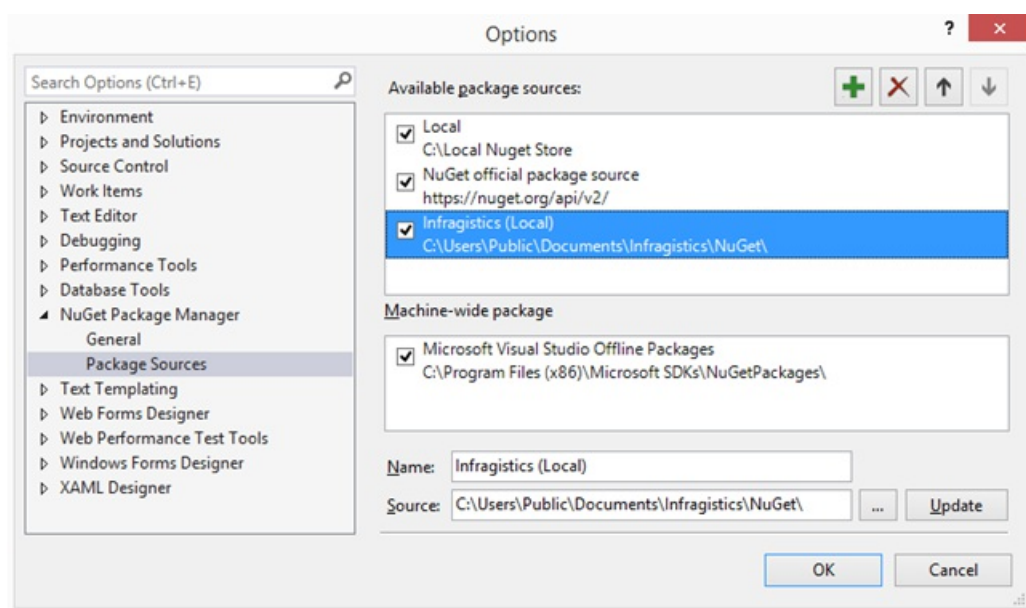 Options
?
Search Options (Ctrl+E)
Environment
Projects and Solutions
Source Control
Work Items
Text Editor
Debugging
Performance Tools
Database Tools
NuGet Package Manager
General
Package Sources
Text Templating
Web Forms Designer
Web Performance Test Tools
Windows Forms Designer
XAML Designer
Available package sources:
Local
C:\Local Nuget Store
NuGet official package source
https://nuget.org/api/v2/
Infragistics (Local)
C:\Users\Public\Documents\Infragistics\NuGet\
Machine-wide package
Microsoft Visual Studio Offline Packages
C:\Program Files (x86)\Microsoft SDKs\NuGetPackages\
Name: Infragistics (Local)
Source: C:\Users\Public\Documents\Infragistics\NuGet\ ... Update
OK Cancel